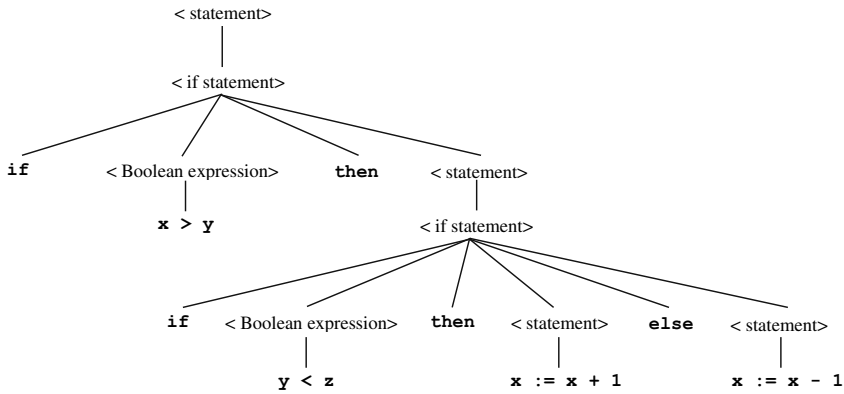 < statement>
< if statement>
if < Boolean expression> then < statement>
x > y
< if statement>
if < Boolean expression> then < statement> else < statement>
y < z x := x + 1 x := x - 1